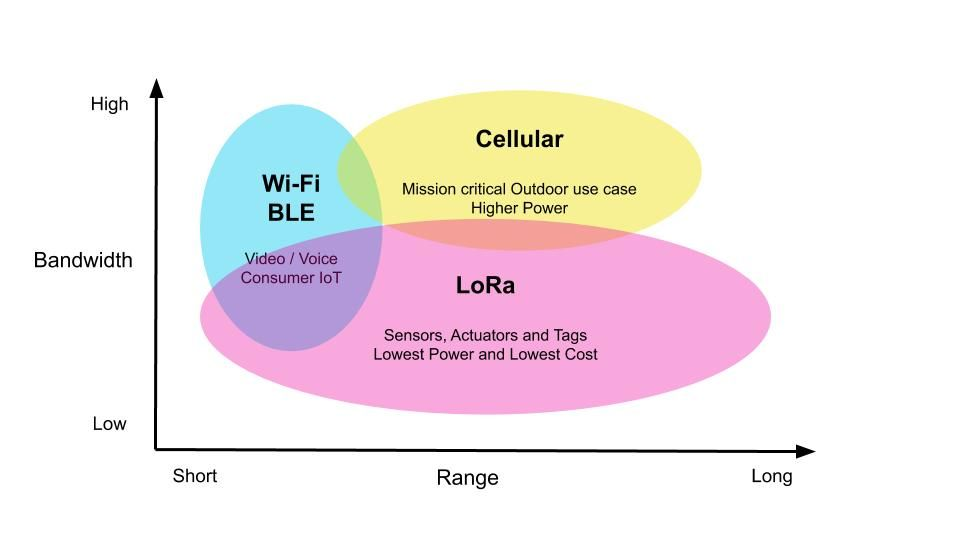 High
Cellular
Wi-Fi
BLE
Mission critical Outdoor use case
Higher Power
Bandwidth
Video / Voice
Consumer IoT
LoRa
Sensors, Actuators and Tags
Lowest Power and Lowest Cost
Low
Short
Range
Long